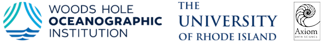 WOODS HOLE
OCEANOGRAPHIC
INSTITUTION
THE
UNIVERSITY
OF RHODE ISLAND
Axiom